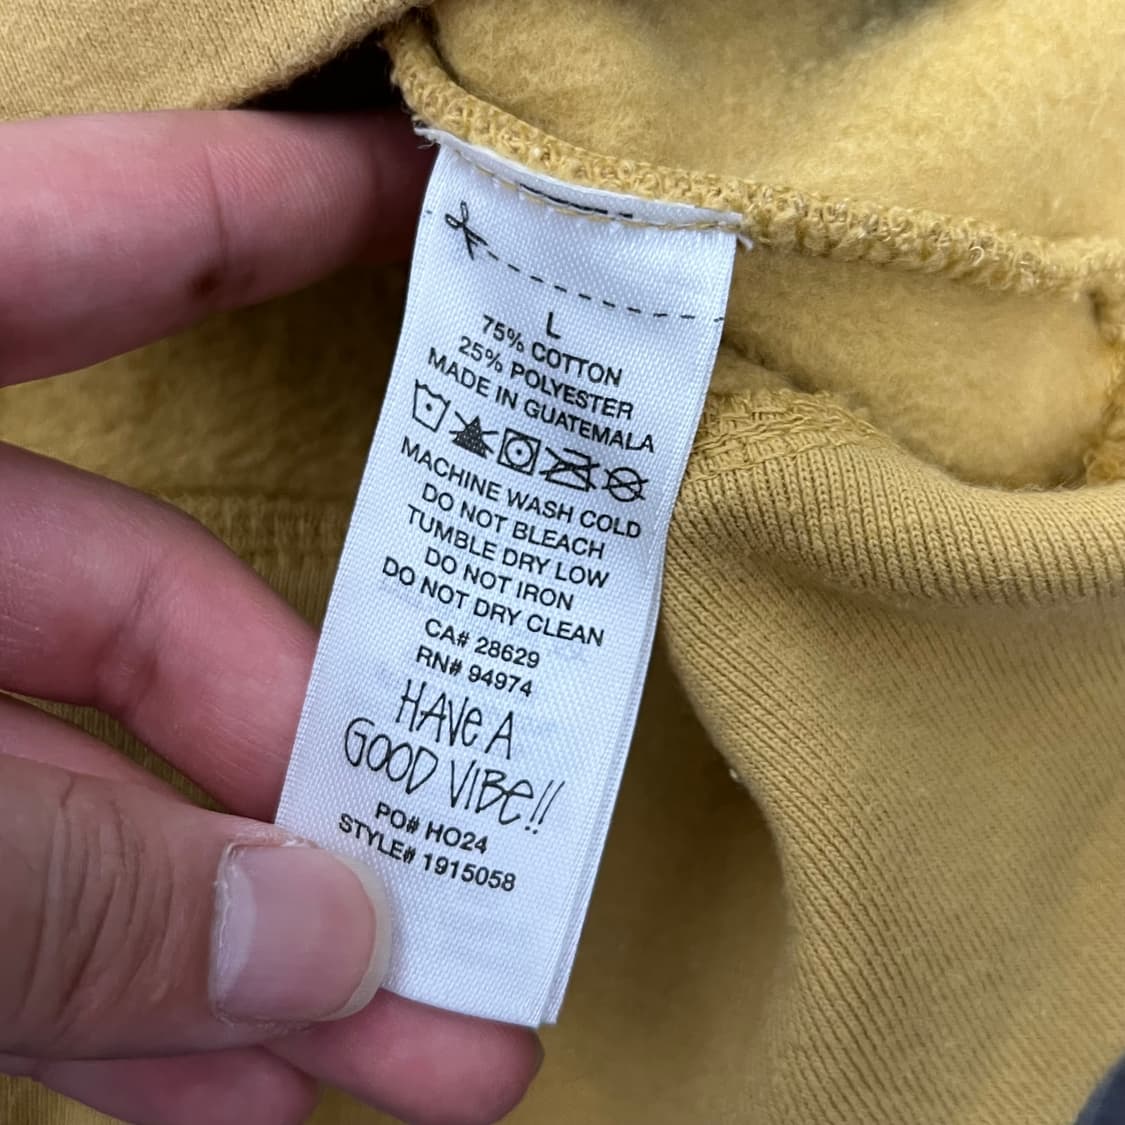 L
75% COTTON
25% POLYESTER
MADE IN GUATEMALA
MACHINE WASH COLD
DO NOT BLEACH
TUMBLE DRY LOW
DO NOT IRON
DO NOT DRY CLEAN
CA# 28629
RN# 94974
HAVE A
GOOD VIBE!!
PO# HO24
STYLE# 1915058